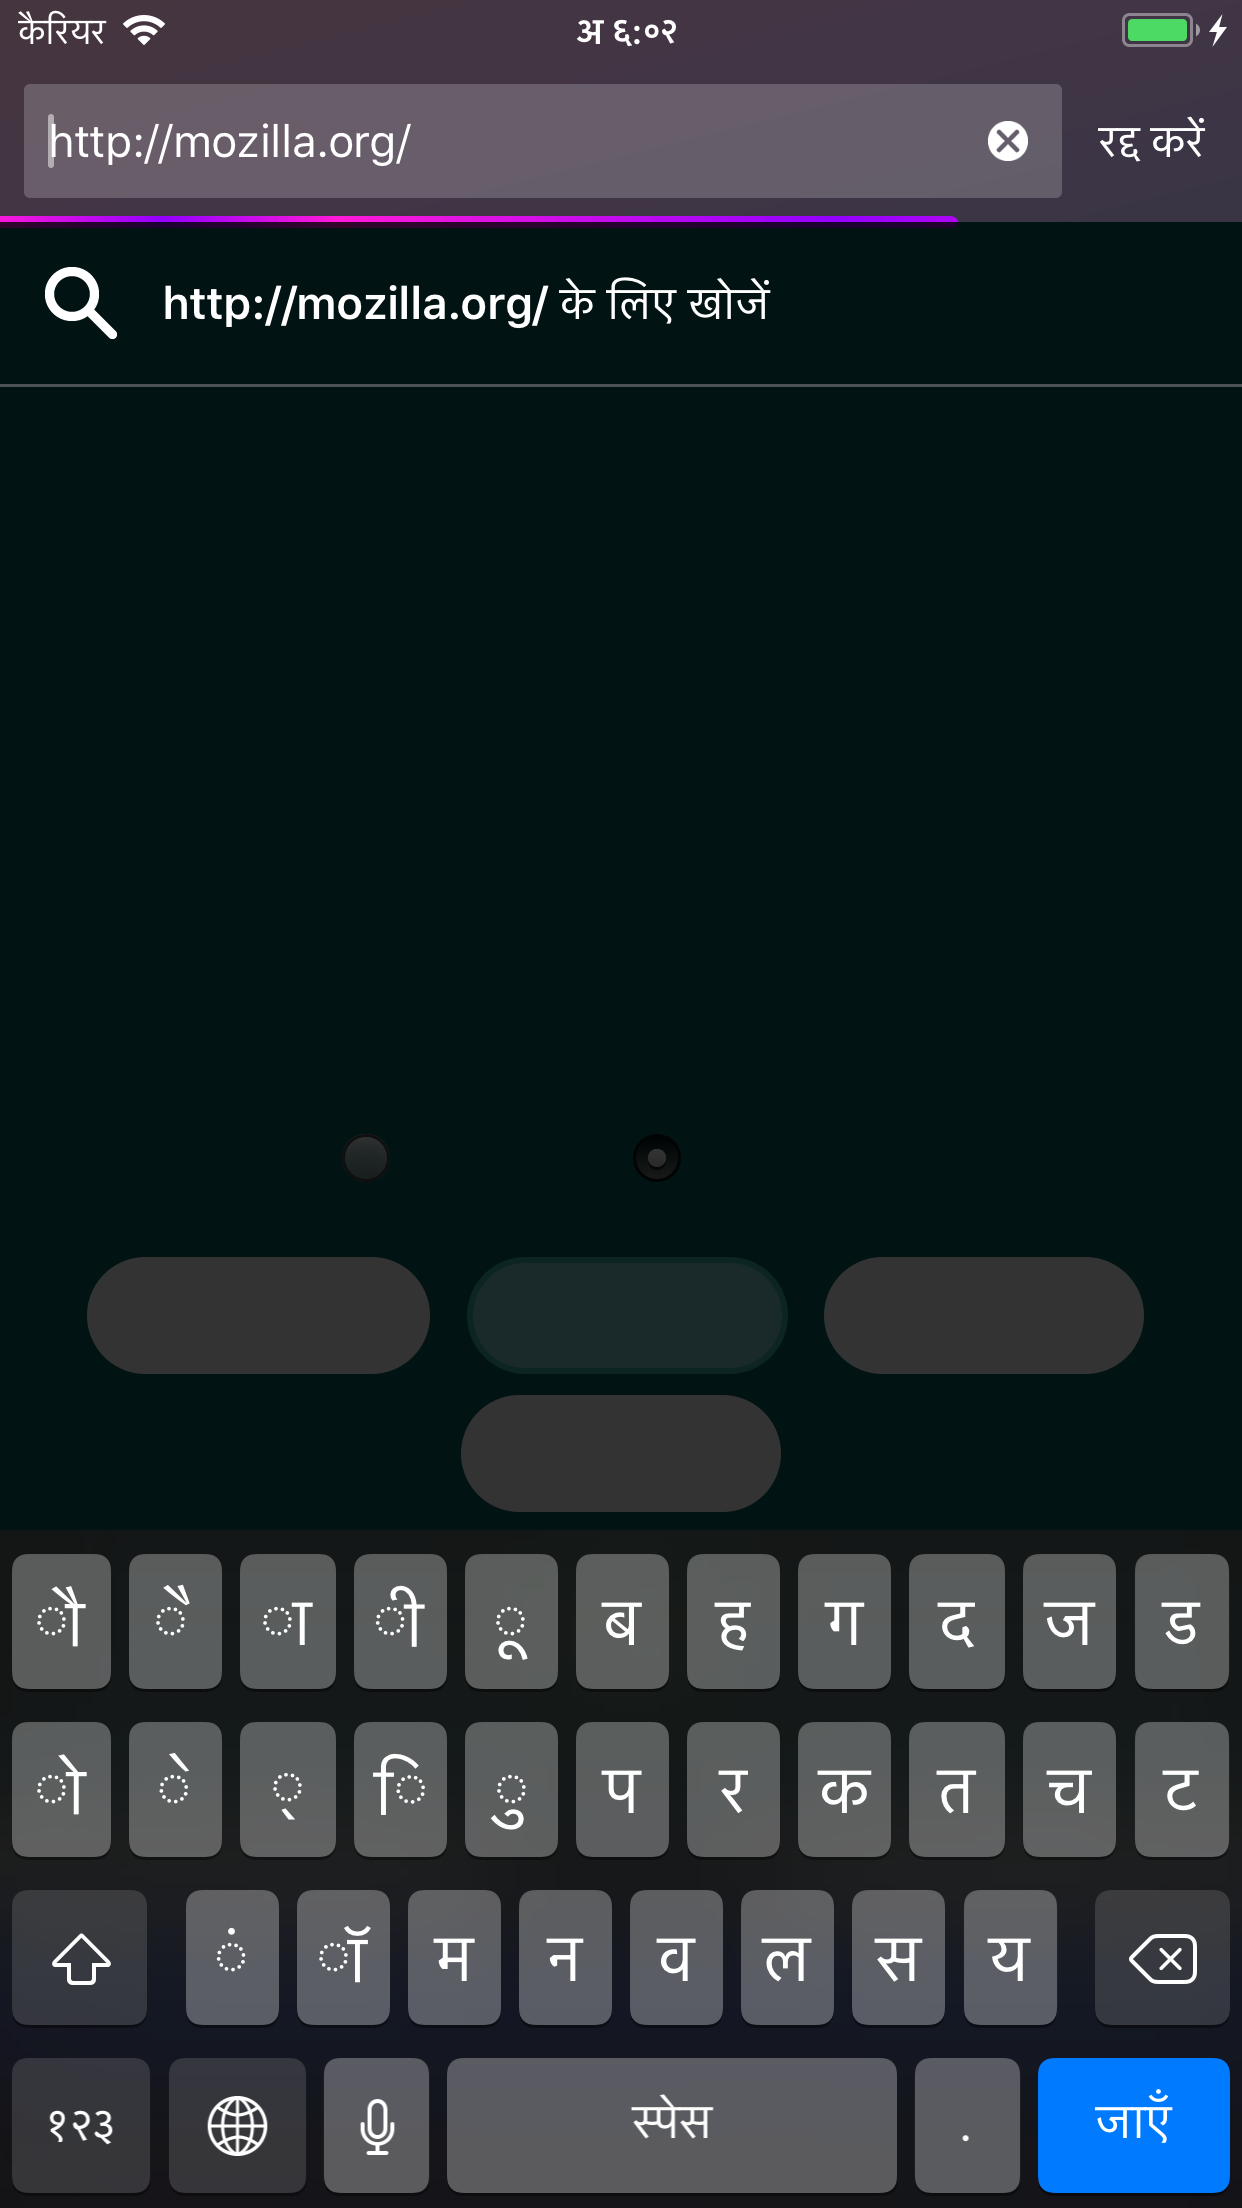 कैरियर अ ६:०२
http://mozilla.org/ रद्द करें
http://mozilla.org/ के लिए खोजें
ौ ै ा ी ू ब ह ग द ज ड
ो े ् ि ु प र क त च ट
ं ॉ म न व ल स य
१२३ स्पेस . जाएँ